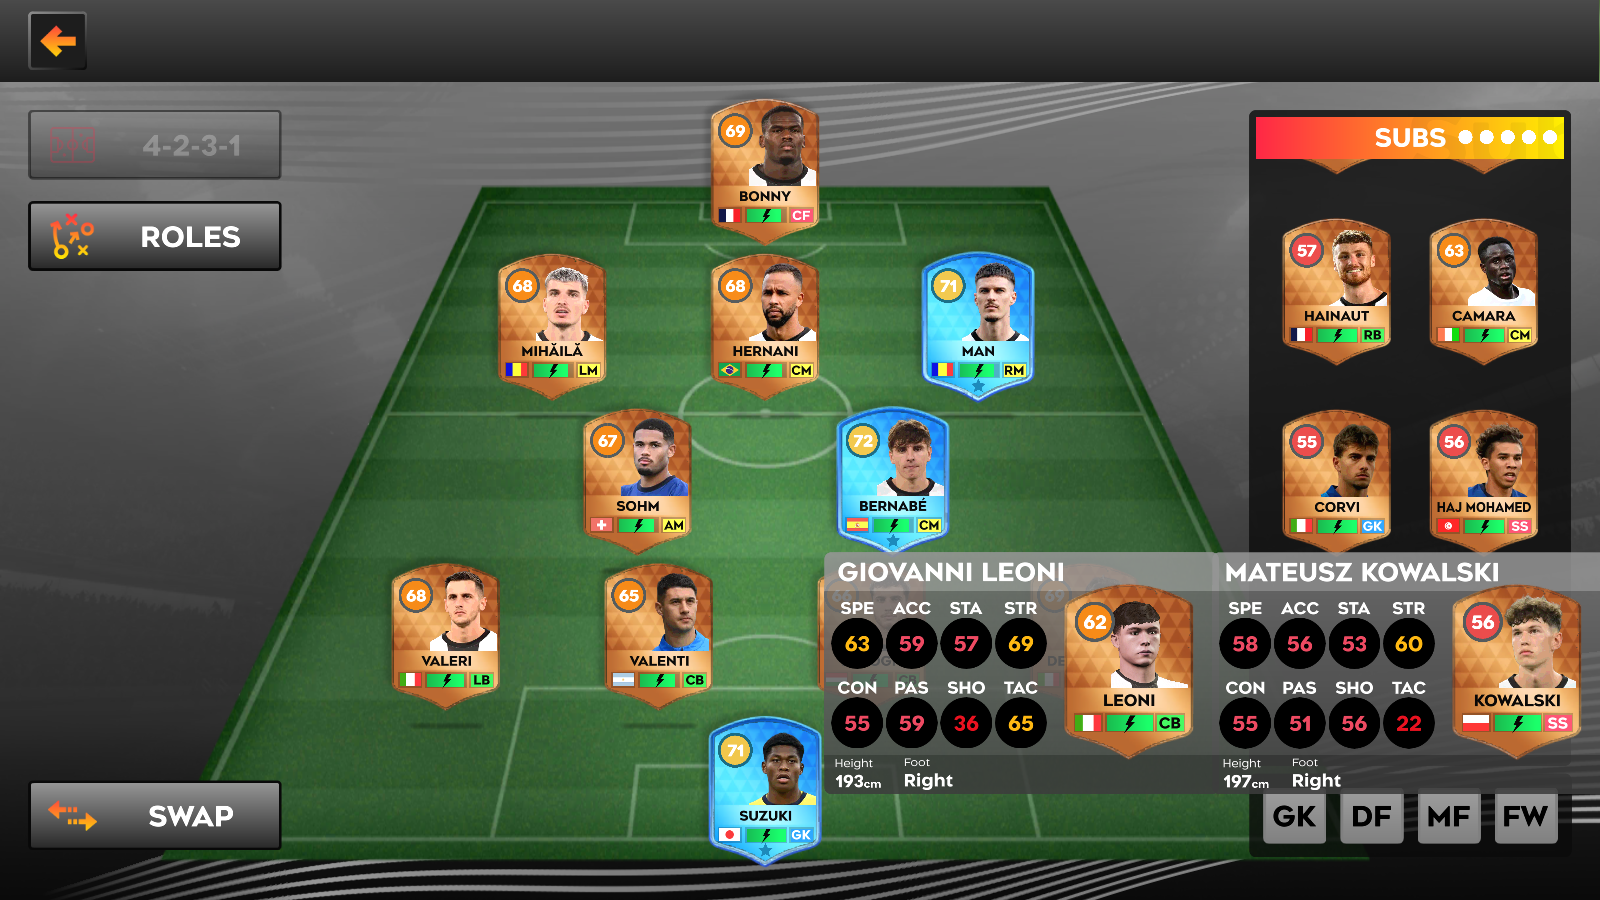 4-2-3-1
ROLES
SWAP
69
BONNY
CF
68
MIHĂILĂ
LM
68
HERNANI
CM
71
MAN
RM
67
SOHM
AM
72
BERNABÉ
CM
68
VALERI
LB
65
VALENTI
CB
71
SUZUKI
GK
SUBS
57
HAINAUT
RB
63
CAMARA
CM
55
CORVI
GK
56
HAJ MOHAMED
SS
GIOVANNI LEONI
SPE ACC STA STR
63 59 57 69
CON PAS SHO TAC
55 59 36 65
Height Foot
193cm Right
62
LEONI
CB
MATEUSZ KOWALSKI
SPE ACC STA STR
58 56 53 60
CON PAS SHO TAC
55 51 56 22
Height Foot
197cm Right
56
KOWALSKI
SS
GK DF MF FW